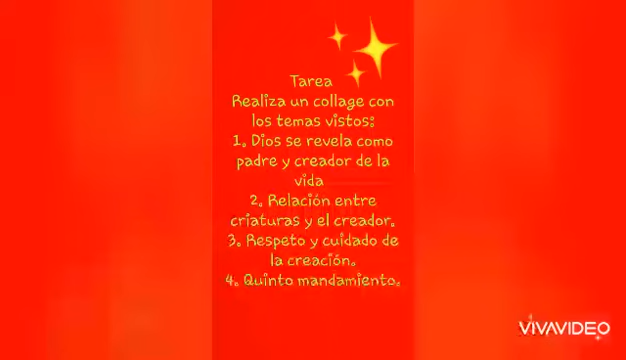 Tarea
Realiza un collage con
los temas vistos:
1. Dios se revela como
padre y creador de la
vida
2. Relación entre
criaturas y el creador.
3. Respeto y cuidado de
la creación.
4. Quinto mandamiento.
VIVAVIDEO